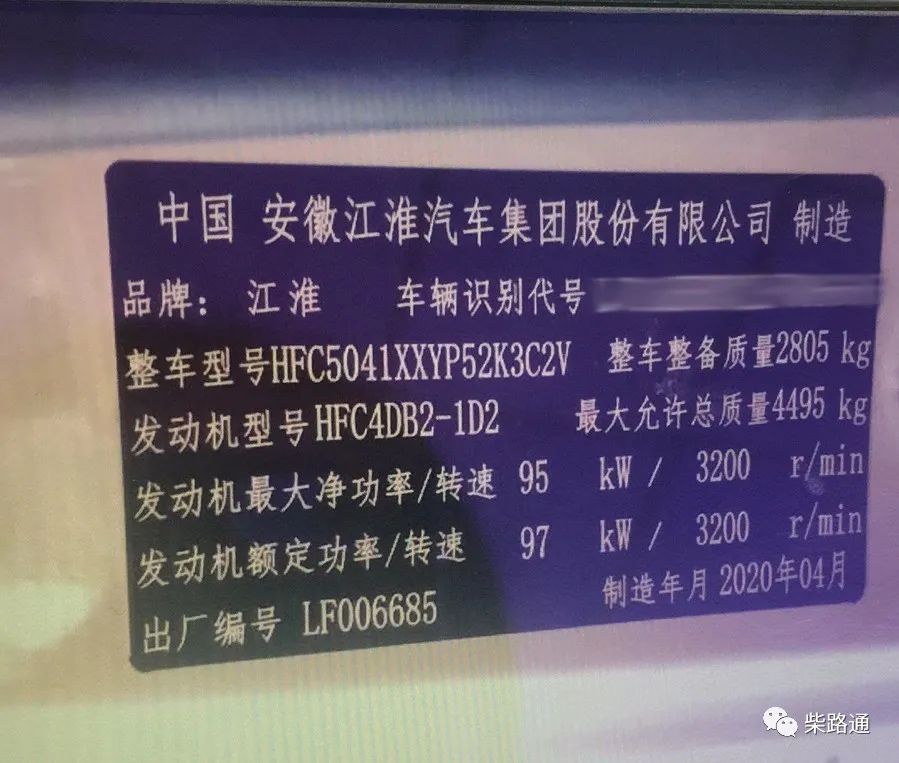 中国 安徽江淮汽车集团股份有限公司 制造
品牌： 江淮 车辆识别代号
整车型号HFC5041XXYP52K3C2V 整车整备质量2805 kg
发动机型号HFC4DB2-1D2 最大允许总质量4495 kg
发动机最大净功率/转速 95 kW / 3200 r/min
发动机额定功率/转速 97 kW / 3200 r/min
出厂编号 LF006685 制造年月 2020年04月
柴路通